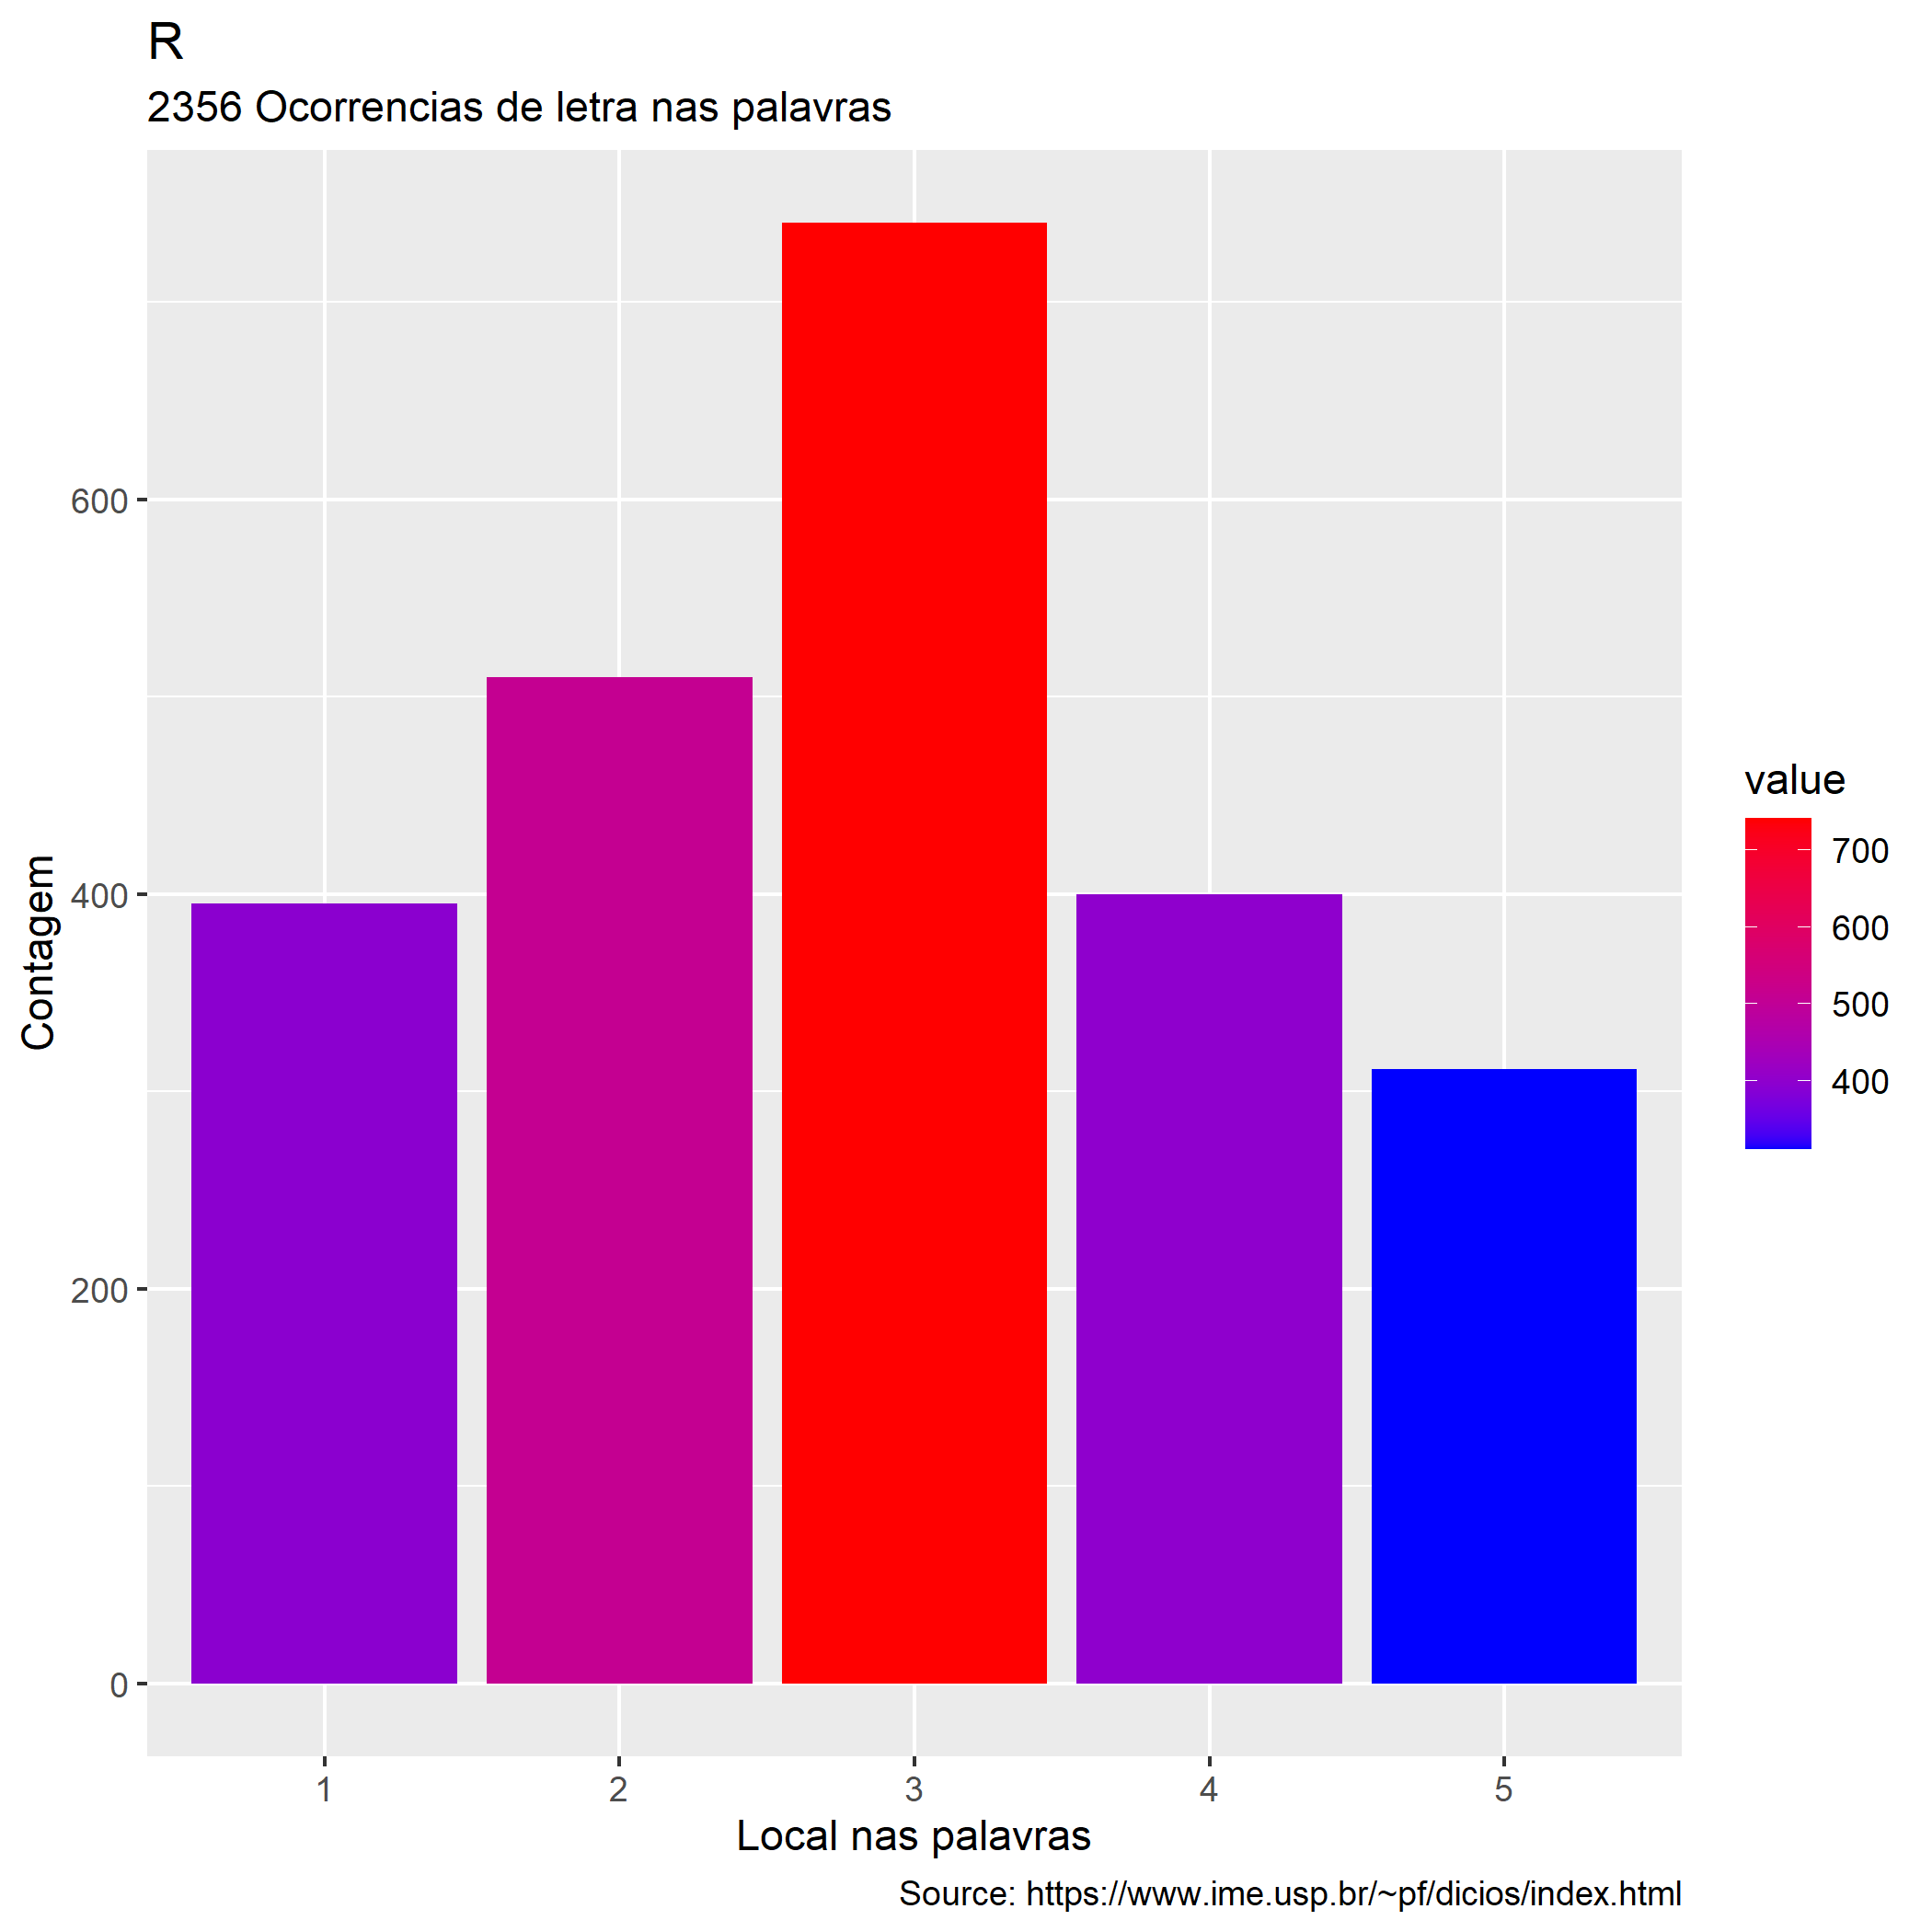 R
2356 Ocorrencias de letra nas palavras
600
400
200
0
Contagem
1 2 3 4 5
Local nas palavras
value
700
600
500
400
Source: https://www.ime.usp.br/~pf/dicios/index.html